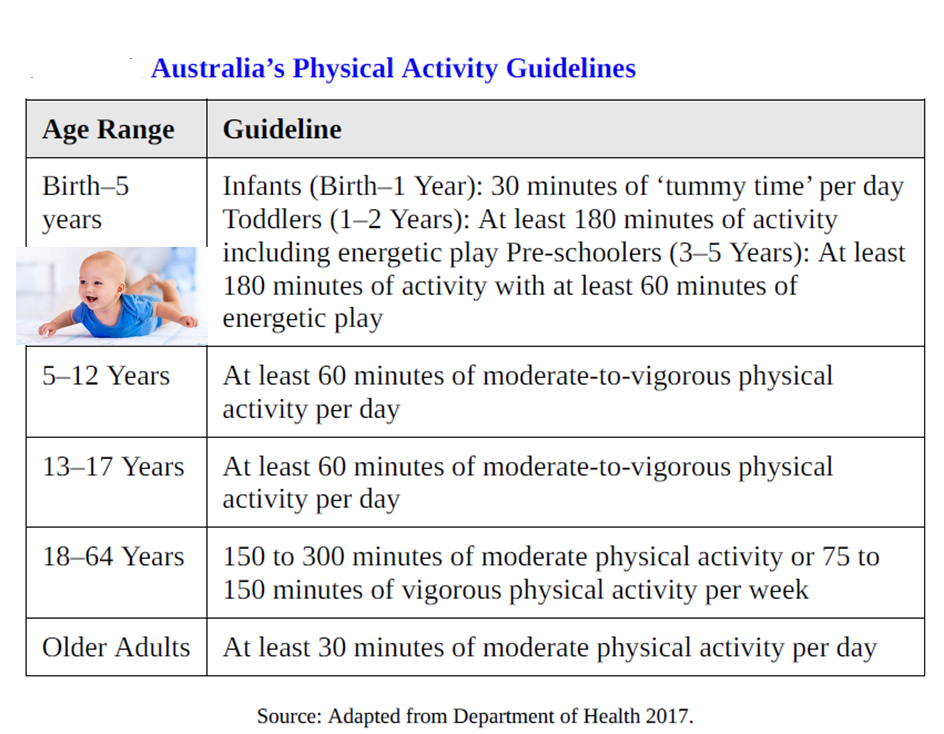 Australia’s Physical Activity Guidelines
Age Range
Guideline
Birth–5
years
Infants (Birth–1 Year): 30 minutes of ‘tummy time’ per day
Toddlers (1–2 Years): At least 180 minutes of activity
including energetic play Pre-schoolers (3–5 Years): At least
180 minutes of activity with at least 60 minutes of
energetic play
5–12 Years
At least 60 minutes of moderate-to-vigorous physical
activity per day
13–17 Years
At least 60 minutes of moderate-to-vigorous physical
activity per day
18–64 Years
150 to 300 minutes of moderate physical activity or 75 to
150 minutes of vigorous physical activity per week
Older Adults
At least 30 minutes of moderate physical activity per day
Source: Adapted from Department of Health 2017.